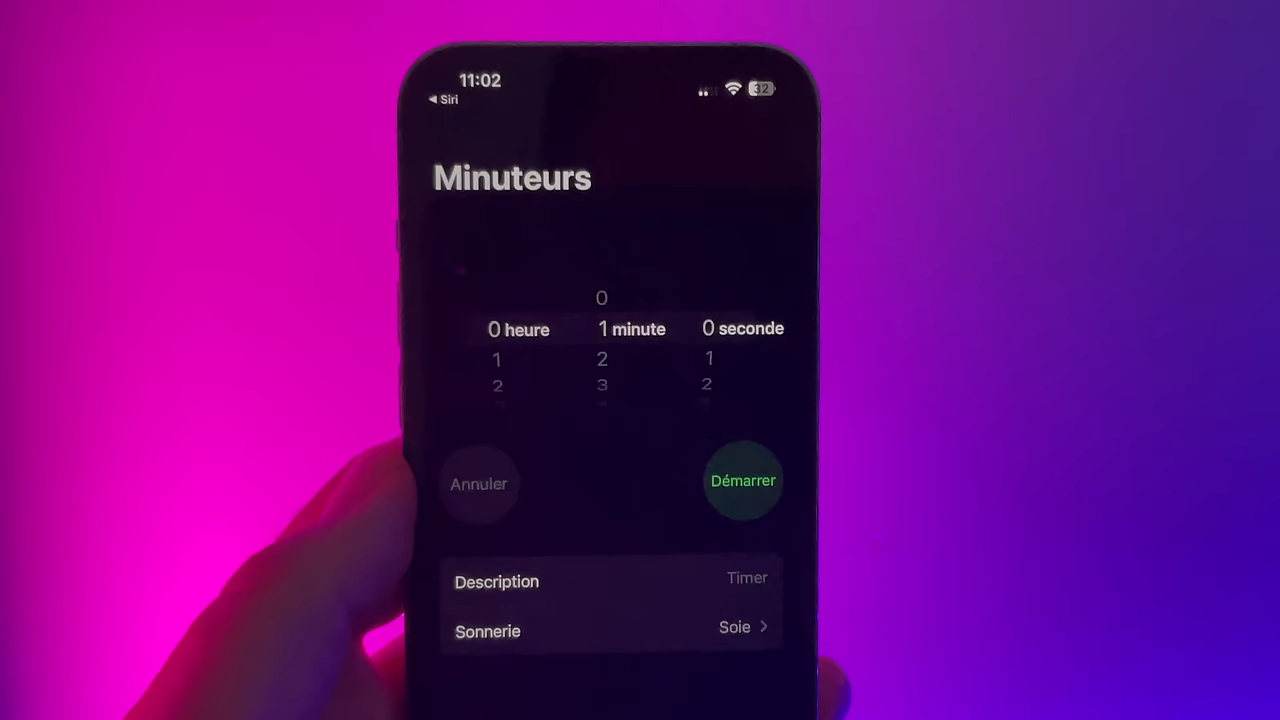 11:02
◀ Siri
32
Minuteurs
0
0 heure 1 minute 0 seconde
1 2 1
2 3 2
Annuler Démarrer
Description Timer
Sonnerie Soie >